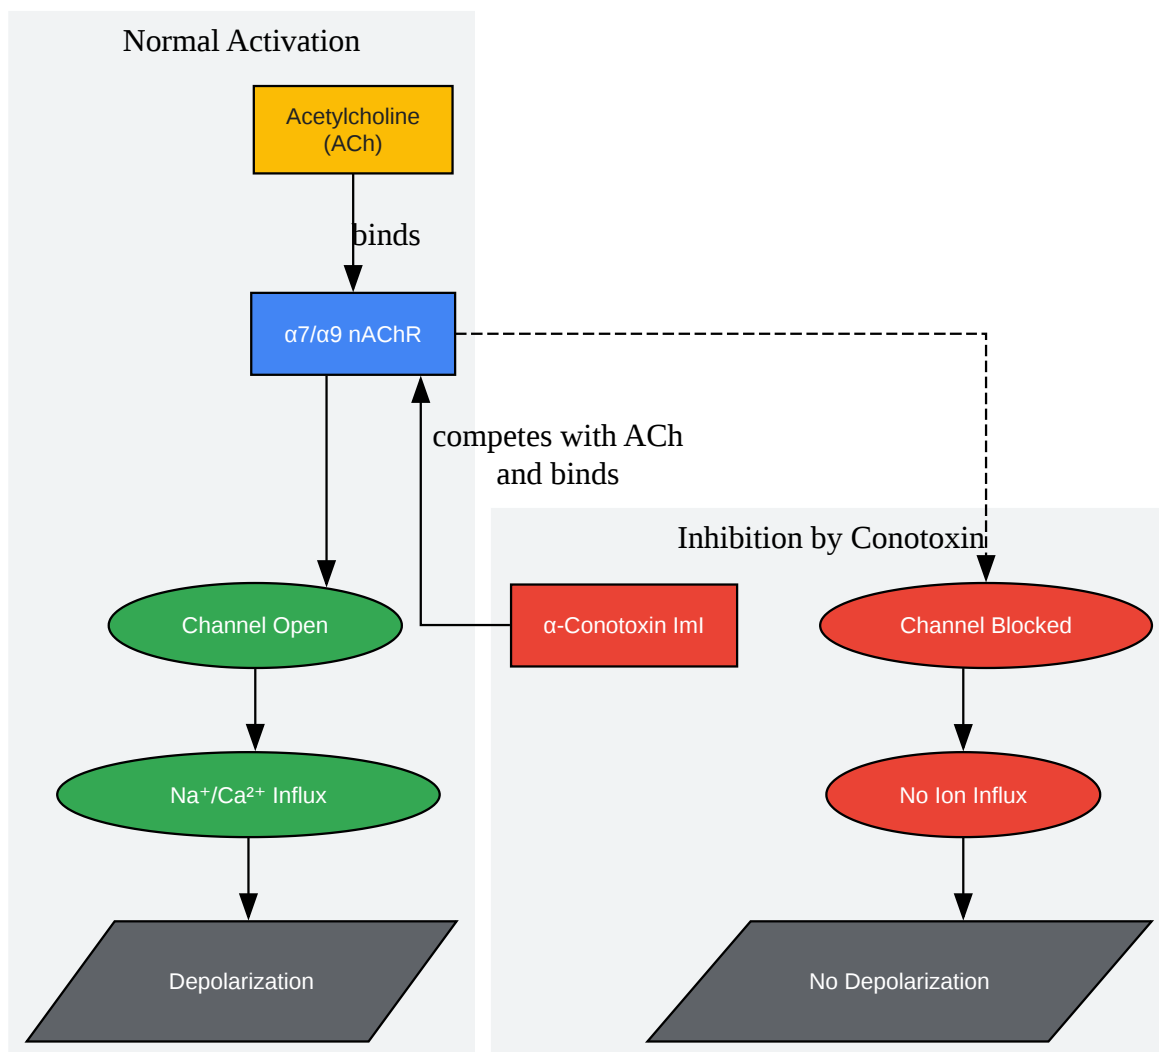 Normal Activation
Acetylcholine
(ACh)
binds
α7/α9 nAChR
competes with ACh
and binds
Inhibition by Conotoxin
Channel Open
α-Conotoxin ImI
Channel Blocked
Na⁺/Ca²⁺ Influx
No Ion Influx
Depolarization
No Depolarization